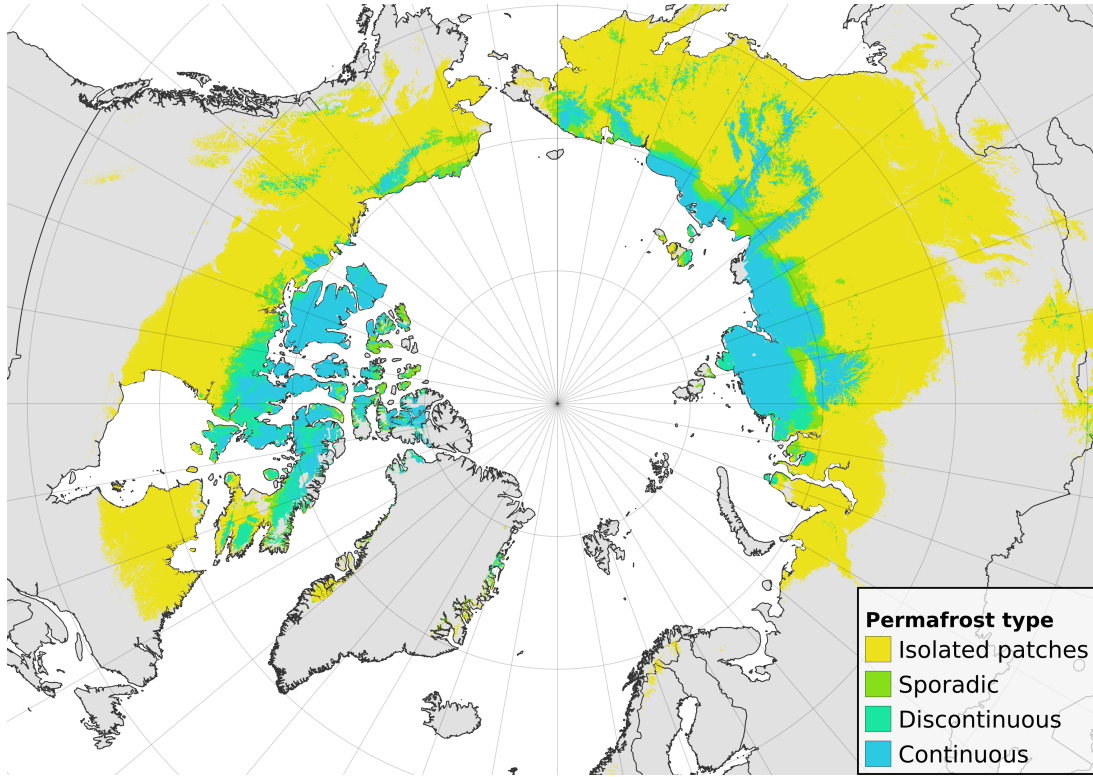 Permafrost type
Isolated patches
Sporadic
Discontinuous
Continuous